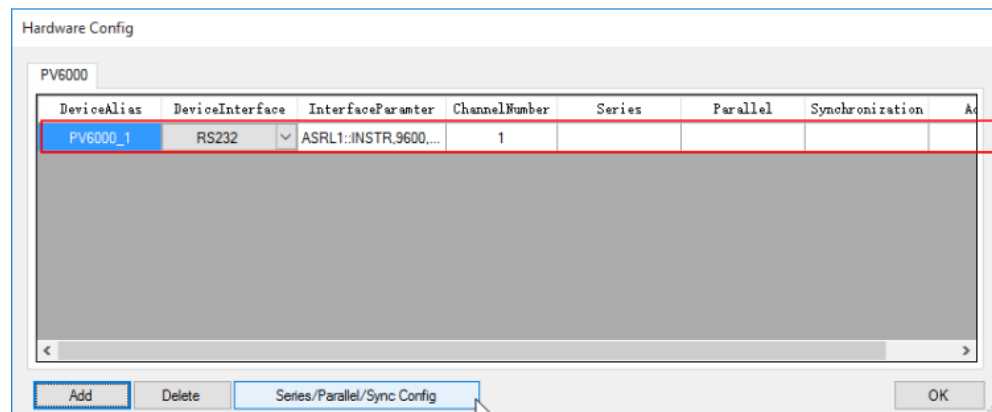 Hardware Config
PV6000
DeviceAlias DeviceInterface InterfaceParamter ChannelNumber Series Parallel Synchronization
PV6000_1 RS232 ASRL1::INSTR,9600,... 1
Add Delete Series/Parallel/Sync Config OK